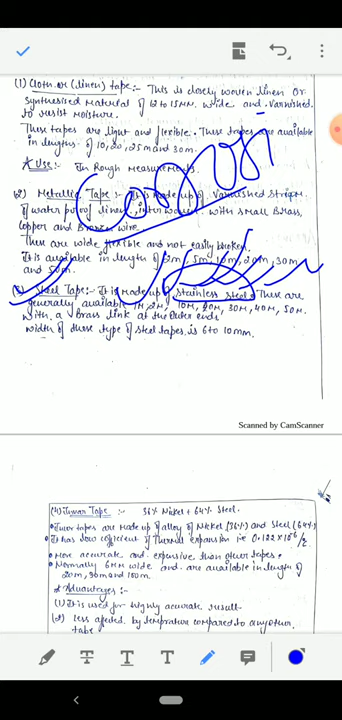 (1) Cloth or (linen) tape:- This is closely woven linen or
synthesised Material of 12 to 15MM. wide and varnished
to resist moisture.
These tapes are light and flexible. These tapes are available
in lengths of 10, 20, 25m and 30m.
Use: In Rough Measurements.
(2) Metallic Tape:- It is made up of varnished strip
of water proof linen, interwoven with small Brass,
Copper and Bronze wire.
These are wide flexible and not easily broken.
It is available in length of 2m, 5m, 10m, 20m, 30m
and 50m.
(3) Steel Tape:- It is made up of stainless steel. These are
generally available 1M, 2M, 10M, 20M, 30M, 40M, 50M.
with a Brass link at the outer end.
width of these type of steel tapes is 6 to 10mm.
Scanned by CamScanner
(4) Invar Tape :- 36% Nickel + 64% Steel.
Invar tapes are made up of alloy of Nickel (36%) and Steel (64%)
It has low coefficient of thermal expansion i.e 0.122×10⁻⁶/
More accurate and expensive than other tapes.
Normally 6MM wide and are available in length of
20m, 30m and 100m.
Advantages:-
(1) It is used for highly accurate result
(2) less affected by temperature compared to any other
tape